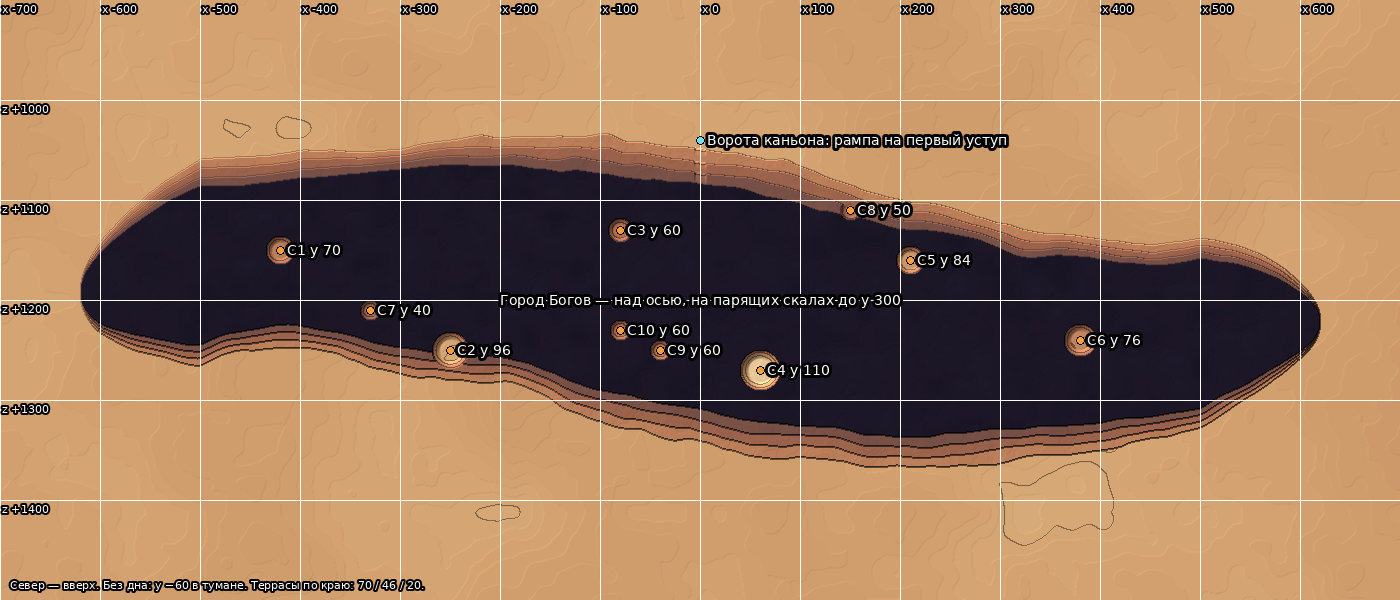 x -700 x -600 x -500 x -400 x -300 x -200 x -100 x 0 x 100 x 200 x 300 x 400 x 500 x 600
z +1000
Ворота каньона: рампа на первый уступ
z +1100
C8 y 50
C3 y 60
C1 y 70
C5 y 84
z +1200
Город Богов — над осью, на парящих скалах до y 300
C7 y 40
C10 y 60
C6 y 76
C2 y 96
C9 y 60
C4 y 110
z +1300
z +1400
Север — вверх. Без дна: y −60 в тумане. Террасы по краю: 70 / 46 / 20.